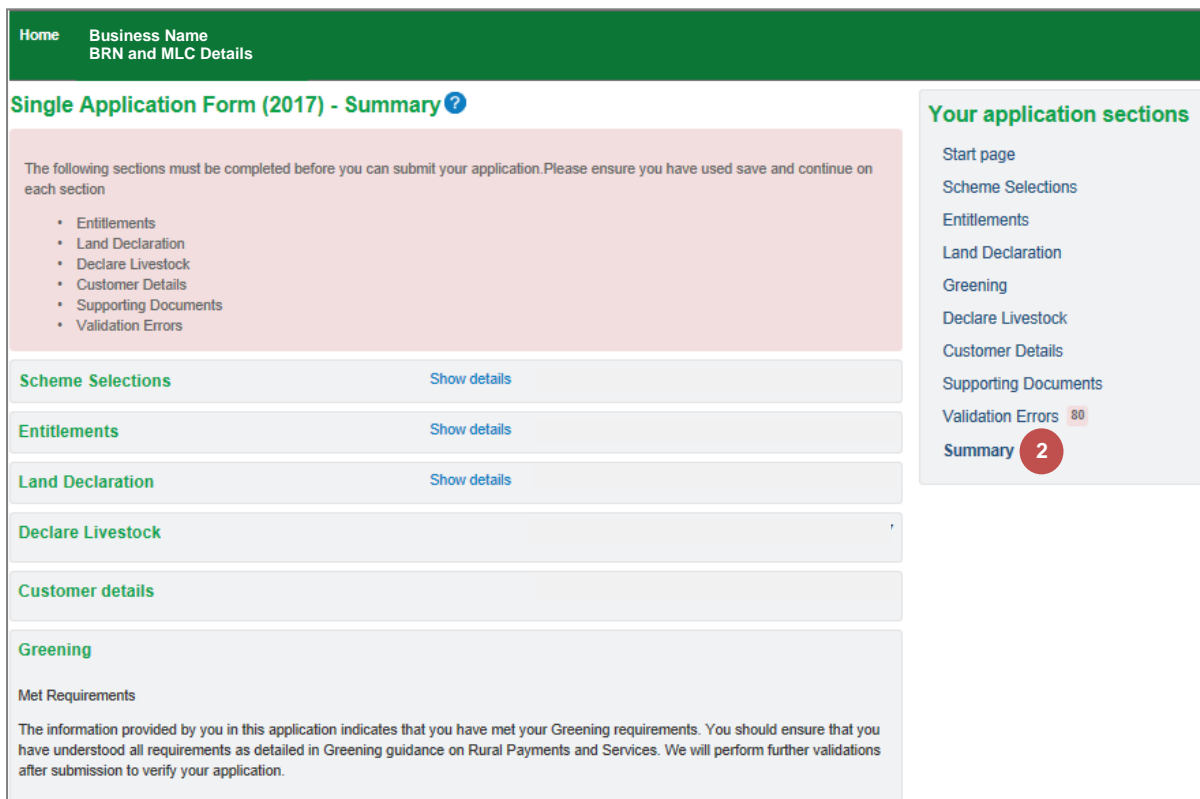 Home Business Name
BRN and MLC Details
Single Application Form (2017) - Summary ?
The following sections must be completed before you can submit your application.Please ensure you have used save and continue on
each section
• Entitlements
• Land Declaration
• Declare Livestock
• Customer Details
• Supporting Documents
• Validation Errors
Scheme Selections Show details
Entitlements Show details
Land Declaration Show details
Declare Livestock
Customer details
Greening
Met Requirements
The information provided by you in this application indicates that you have met your Greening requirements. You should ensure that you
have understood all requirements as detailed in Greening guidance on Rural Payments and Services. We will perform further validations
after submission to verify your application.
Your application sections
Start page
Scheme Selections
Entitlements
Land Declaration
Greening
Declare Livestock
Customer Details
Supporting Documents
Validation Errors 80
Summary 2